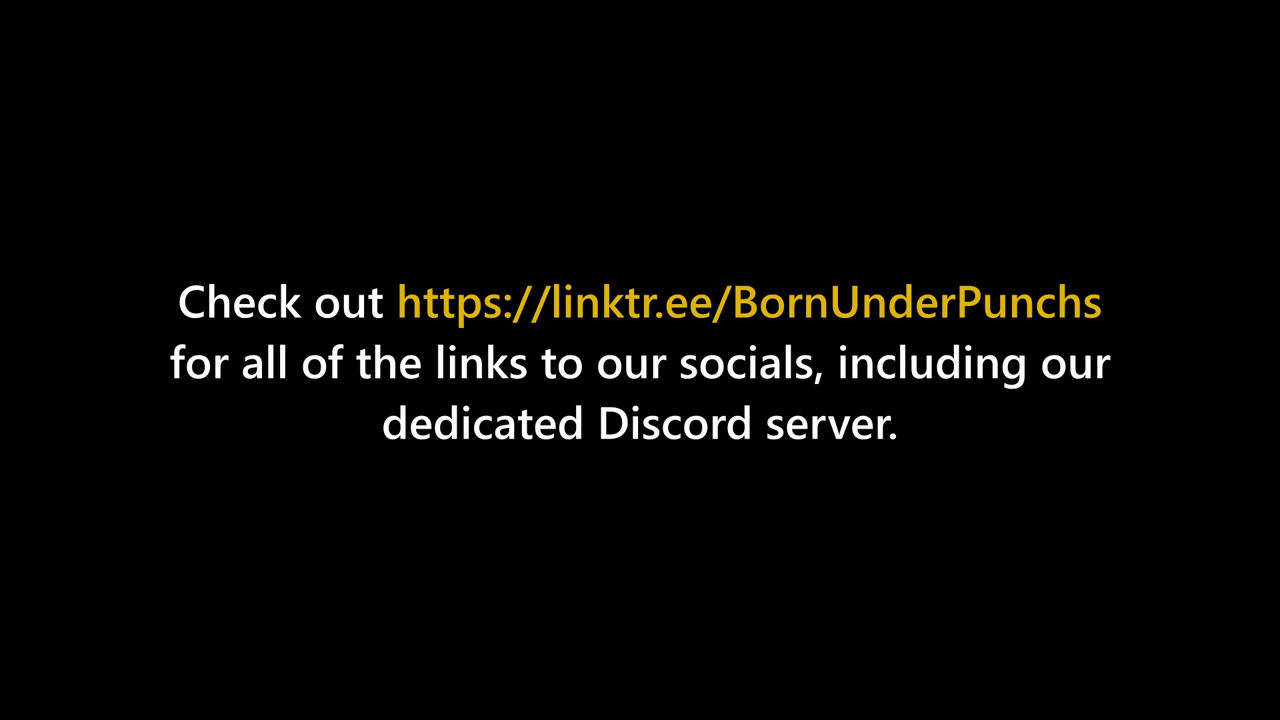 Check out https://linktr.ee/BornUnderPunchs
for all of the links to our socials, including our
dedicated Discord server.